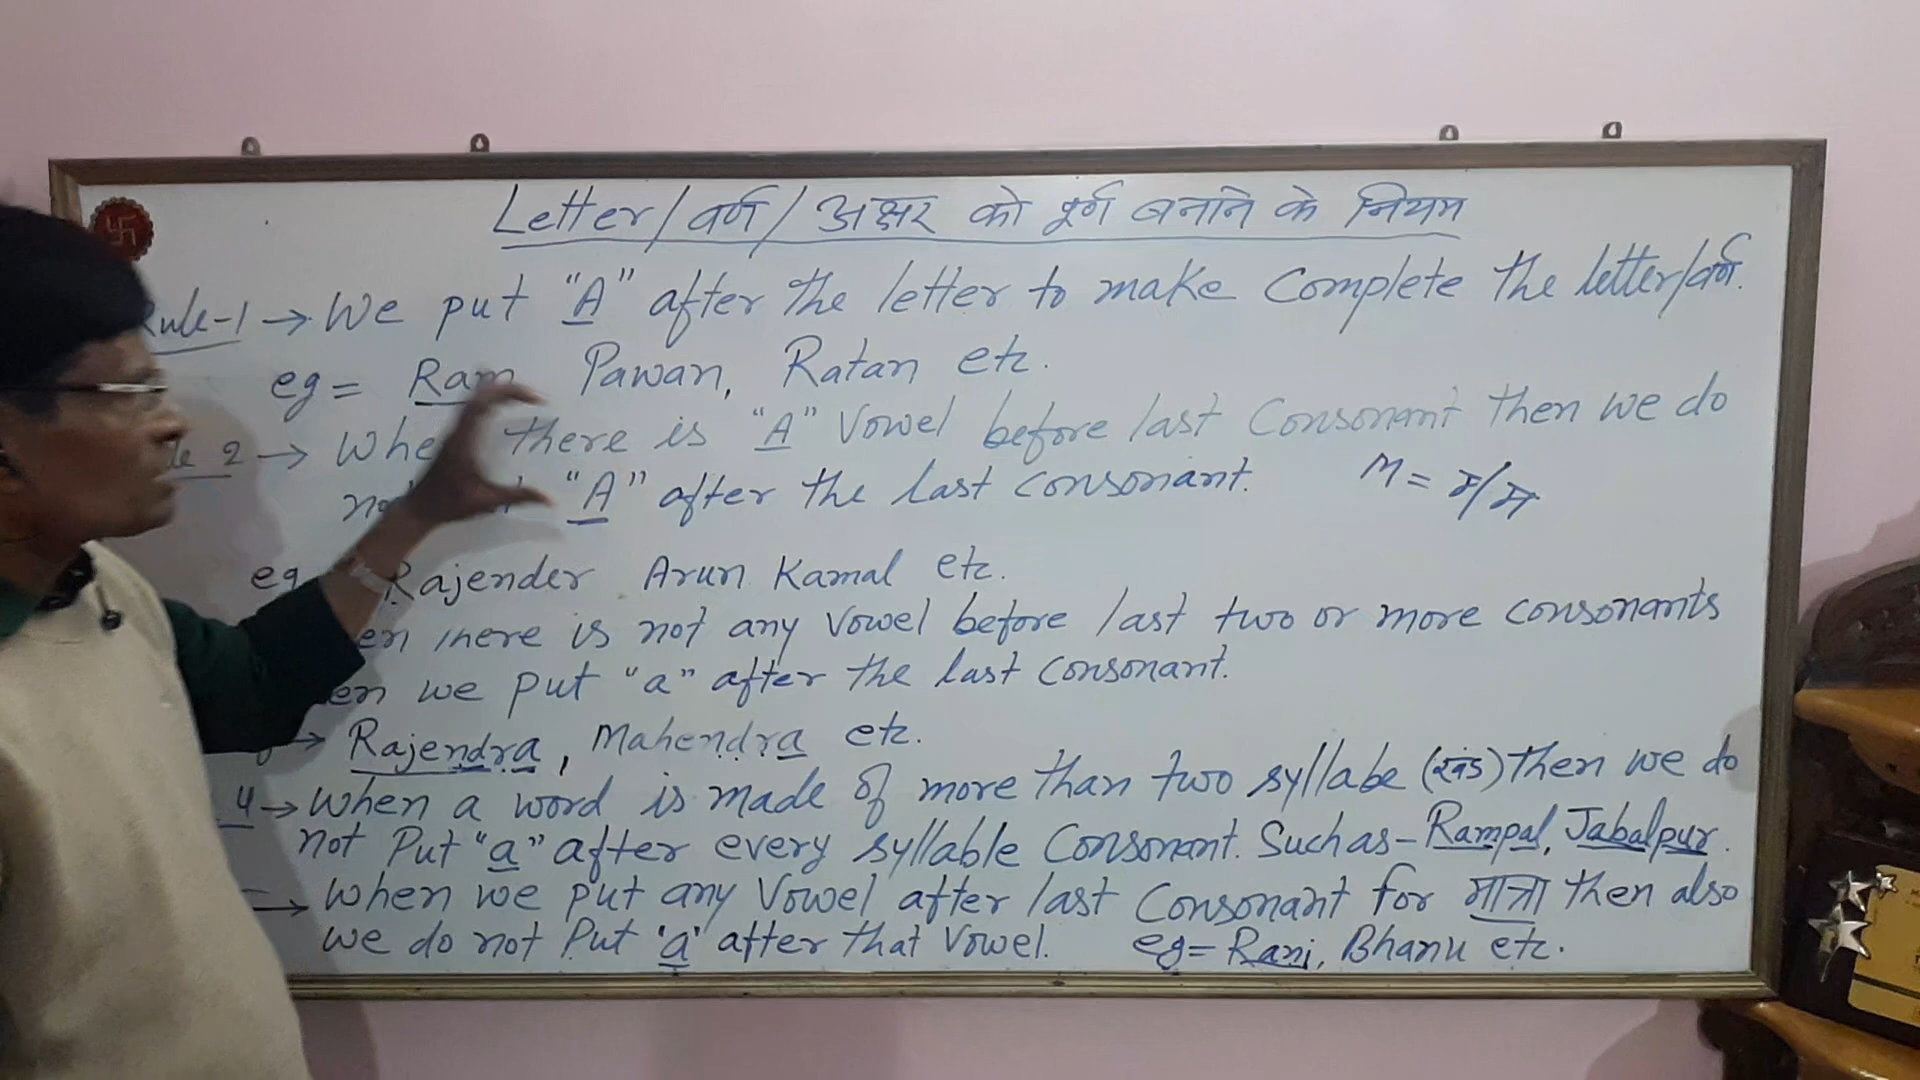 Letter/वर्ण/अक्षर को पूर्ण बनाने के नियम
Rule-1 → We put "A" after the letter to make Complete the letter/वर्ण.
eg = Ram Pawan, Ratan etc.
2 → When there is "A" Vowel before last Consonant then we do
"A" after the last consonant. M = म्/म
eg Rajender Arun Kamal etc.
there is not any vowel before last two or more consonants
we put "a" after the last consonant.
→ Rajendra, Mahendra etc.
4 → When a word is made of more than two syllabe (खंड) then we do
not Put "a" after every syllable Consonent. Such as - Rampal, Jabalpur.
→ When we put any Vowel after last Consonant for मात्रा then also
we do not Put 'a' after that Vowel. eg = Rani, Bhanu etc.